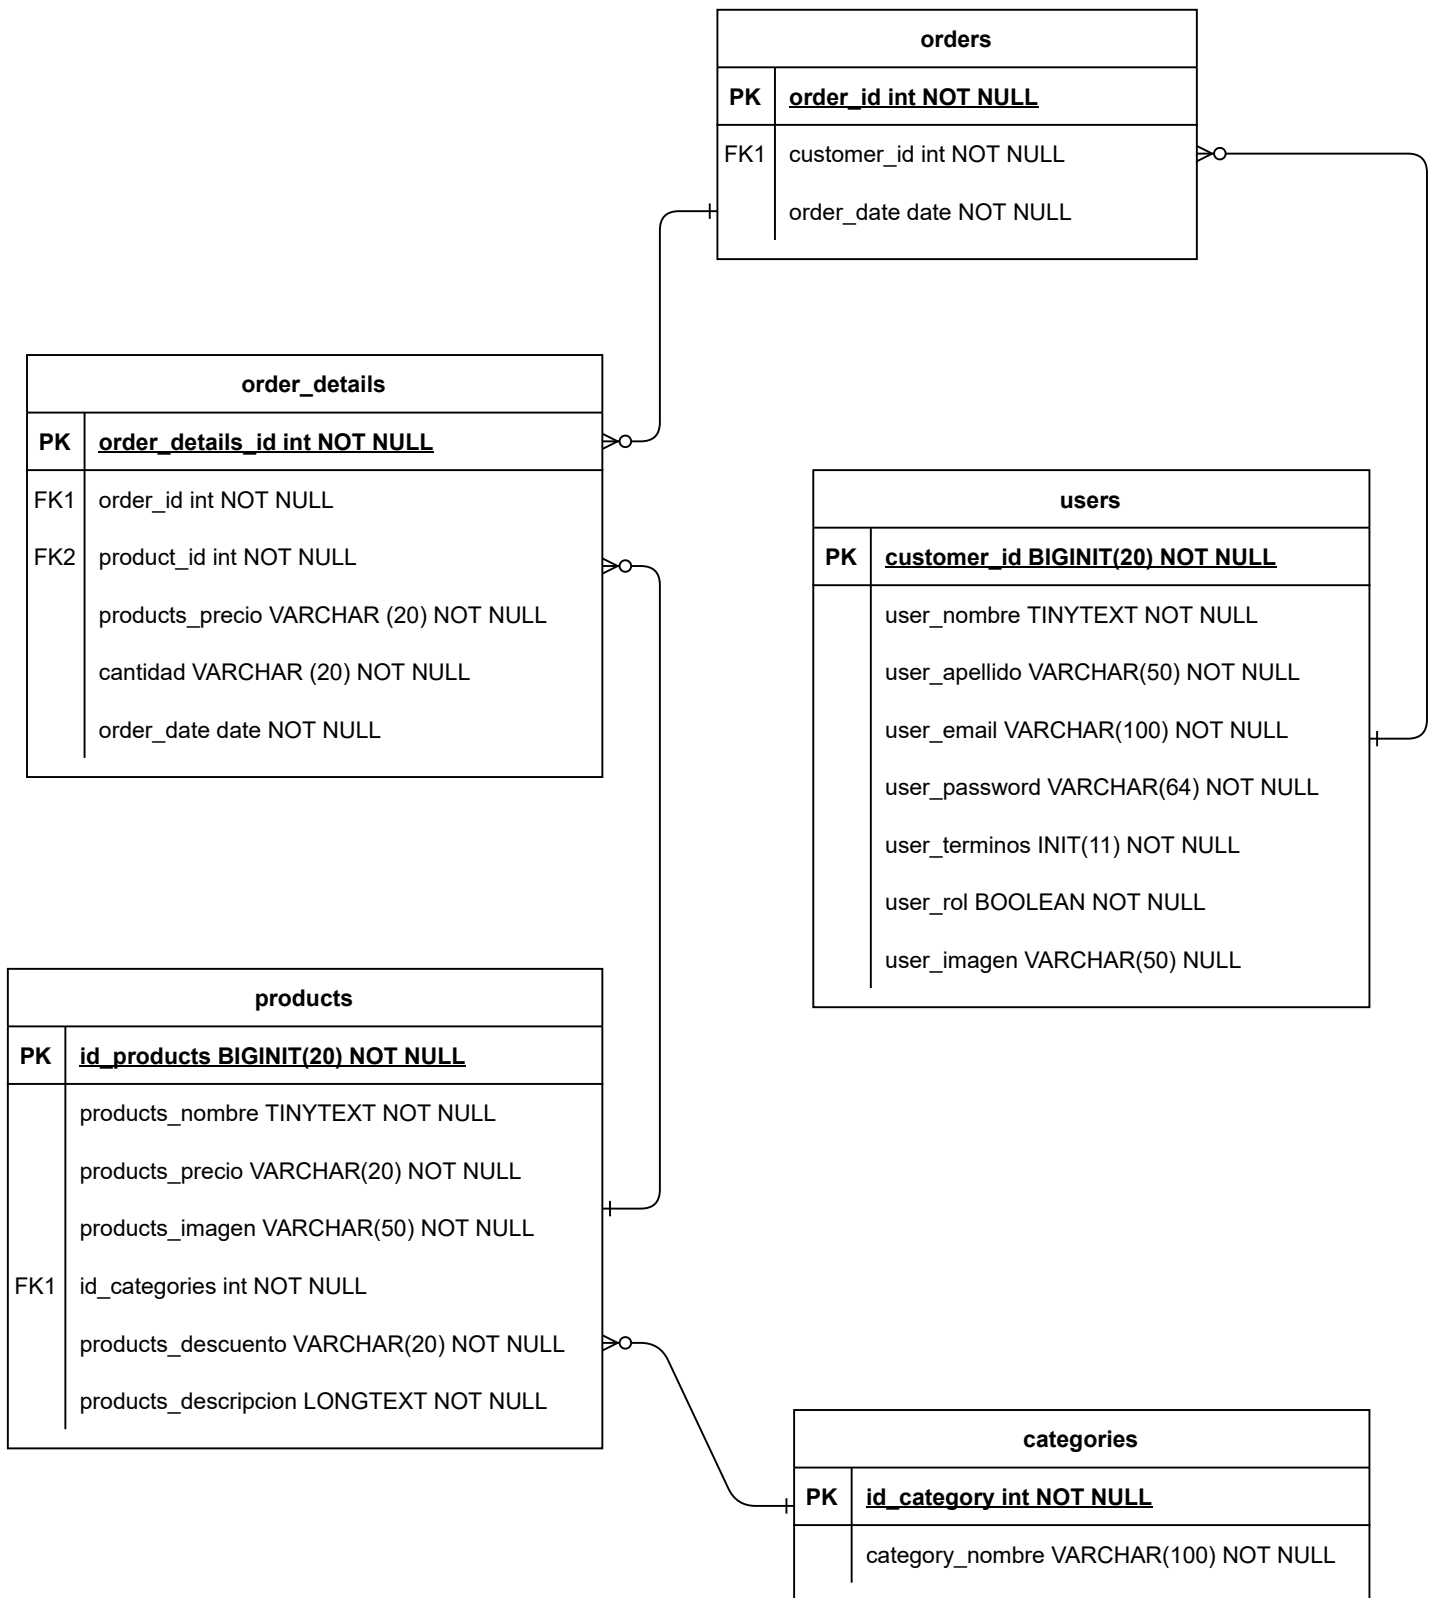 orders
PK order_id int NOT NULL
FK1 customer_id int NOT NULL
order_date date NOT NULL
order_details
PK order_details_id int NOT NULL
FK1 order_id int NOT NULL
FK2 product_id int NOT NULL
products_precio VARCHAR (20) NOT NULL
cantidad VARCHAR (20) NOT NULL
order_date date NOT NULL
users
PK customer_id BIGINIT(20) NOT NULL
user_nombre TINYTEXT NOT NULL
user_apellido VARCHAR(50) NOT NULL
user_email VARCHAR(100) NOT NULL
user_password VARCHAR(64) NOT NULL
user_terminos INIT(11) NOT NULL
user_rol BOOLEAN NOT NULL
user_imagen VARCHAR(50) NULL
products
PK id_products BIGINIT(20) NOT NULL
products_nombre TINYTEXT NOT NULL
products_precio VARCHAR(20) NOT NULL
products_imagen VARCHAR(50) NOT NULL
FK1 id_categories int NOT NULL
products_descuento VARCHAR(20) NOT NULL
products_descripcion LONGTEXT NOT NULL
categories
PK id_category int NOT NULL
category_nombre VARCHAR(100) NOT NULL